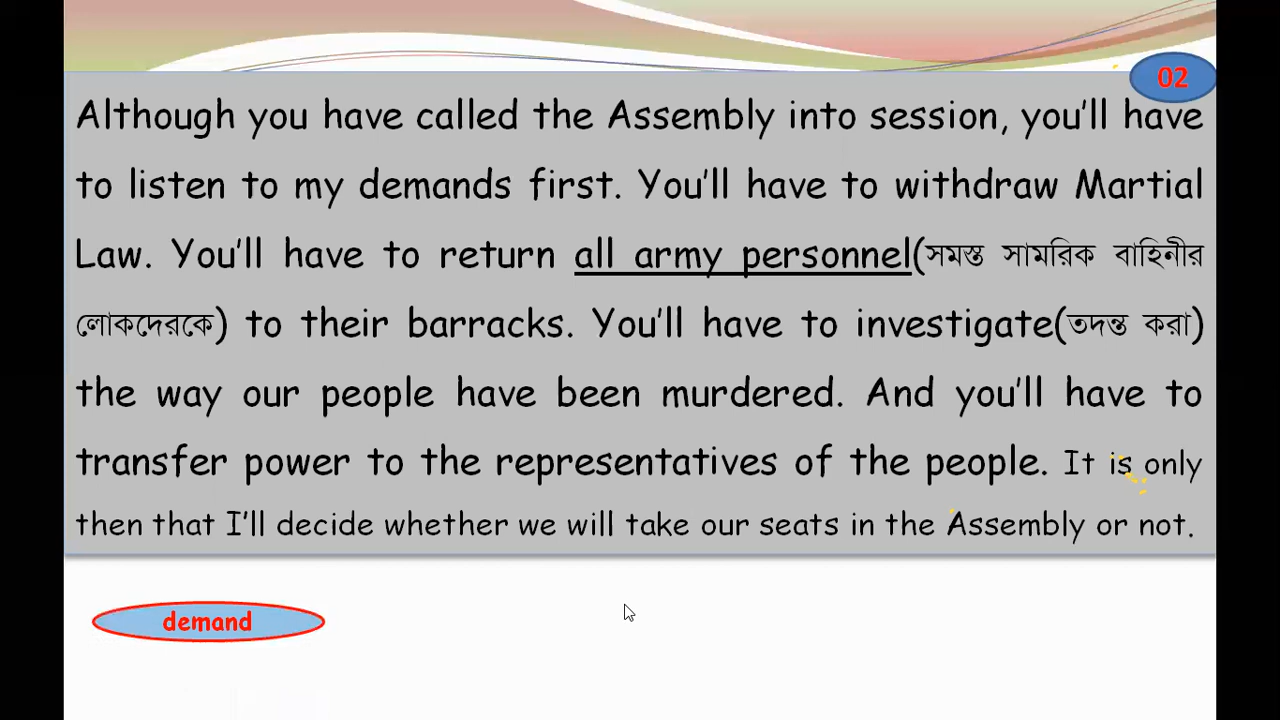 02
Although you have called the Assembly into session, you'll have
to listen to my demands first. You'll have to withdraw Martial
Law. You'll have to return all army personnel(সমস্ত সামরিক বাহিনীর
লোকদেরকে) to their barracks. You'll have to investigate(তদন্ত করা)
the way our people have been murdered. And you'll have to
transfer power to the representatives of the people. It is only
then that I'll decide whether we will take our seats in the Assembly or not.
demand